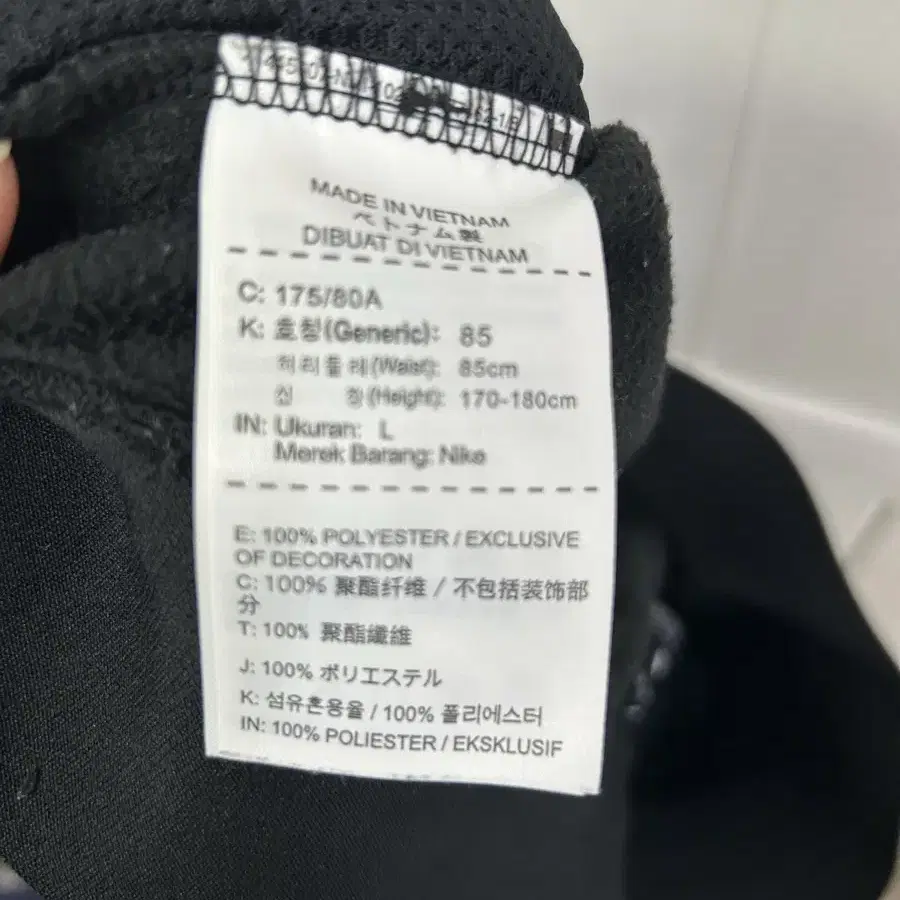 MADE IN VIETNAM
ベトナム製
DIBUAT DI VIETNAM
C: 175/80A
K: 호칭(Generic): 85
허리둘레(Waist): 85cm
신 장(Height): 170-180cm
IN: Ukuran: L
Merek Barang: Nike
E: 100% POLYESTER / EXCLUSIVE
OF DECORATION
C: 100% 聚酯纤维 / 不包括装饰部
分
T: 100% 聚酯纖維
J: 100% ポリエステル
K: 섬유혼용율 / 100% 폴리에스터
IN: 100% POLIESTER / EKSKLUSIF